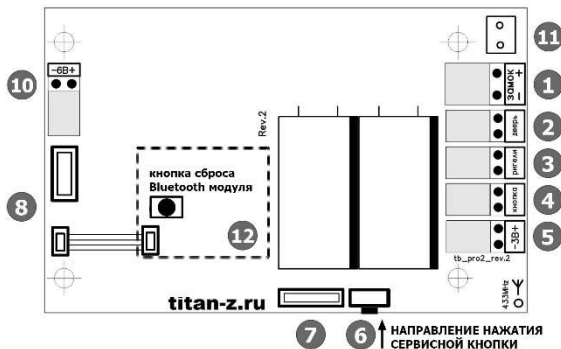 -6В+
10
8
кнопка сброса
Bluetooth модуля
12
Rev.2
titan-z.ru
7
6
НАПРАВЛЕНИЕ НАЖАТИЯ
СЕРВИСНОЙ КНОПКИ
11
замок + –
1
дверь
2
ригели
3
кнопка
4
-3В+
5
tb_pro2_rev.2
433MHz